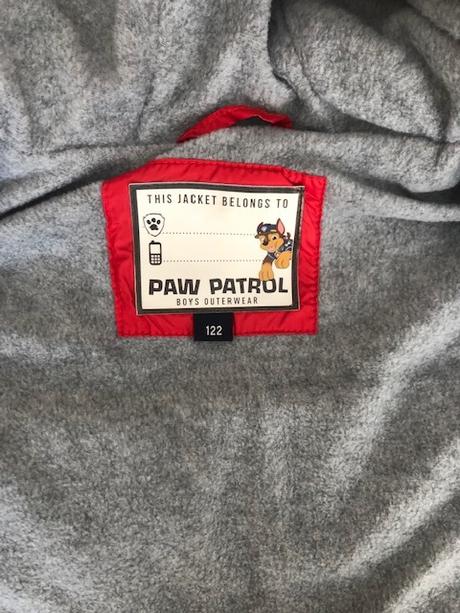 THIS JACKET BELONGS TO
PAW PATROL
BOYS OUTERWEAR
122